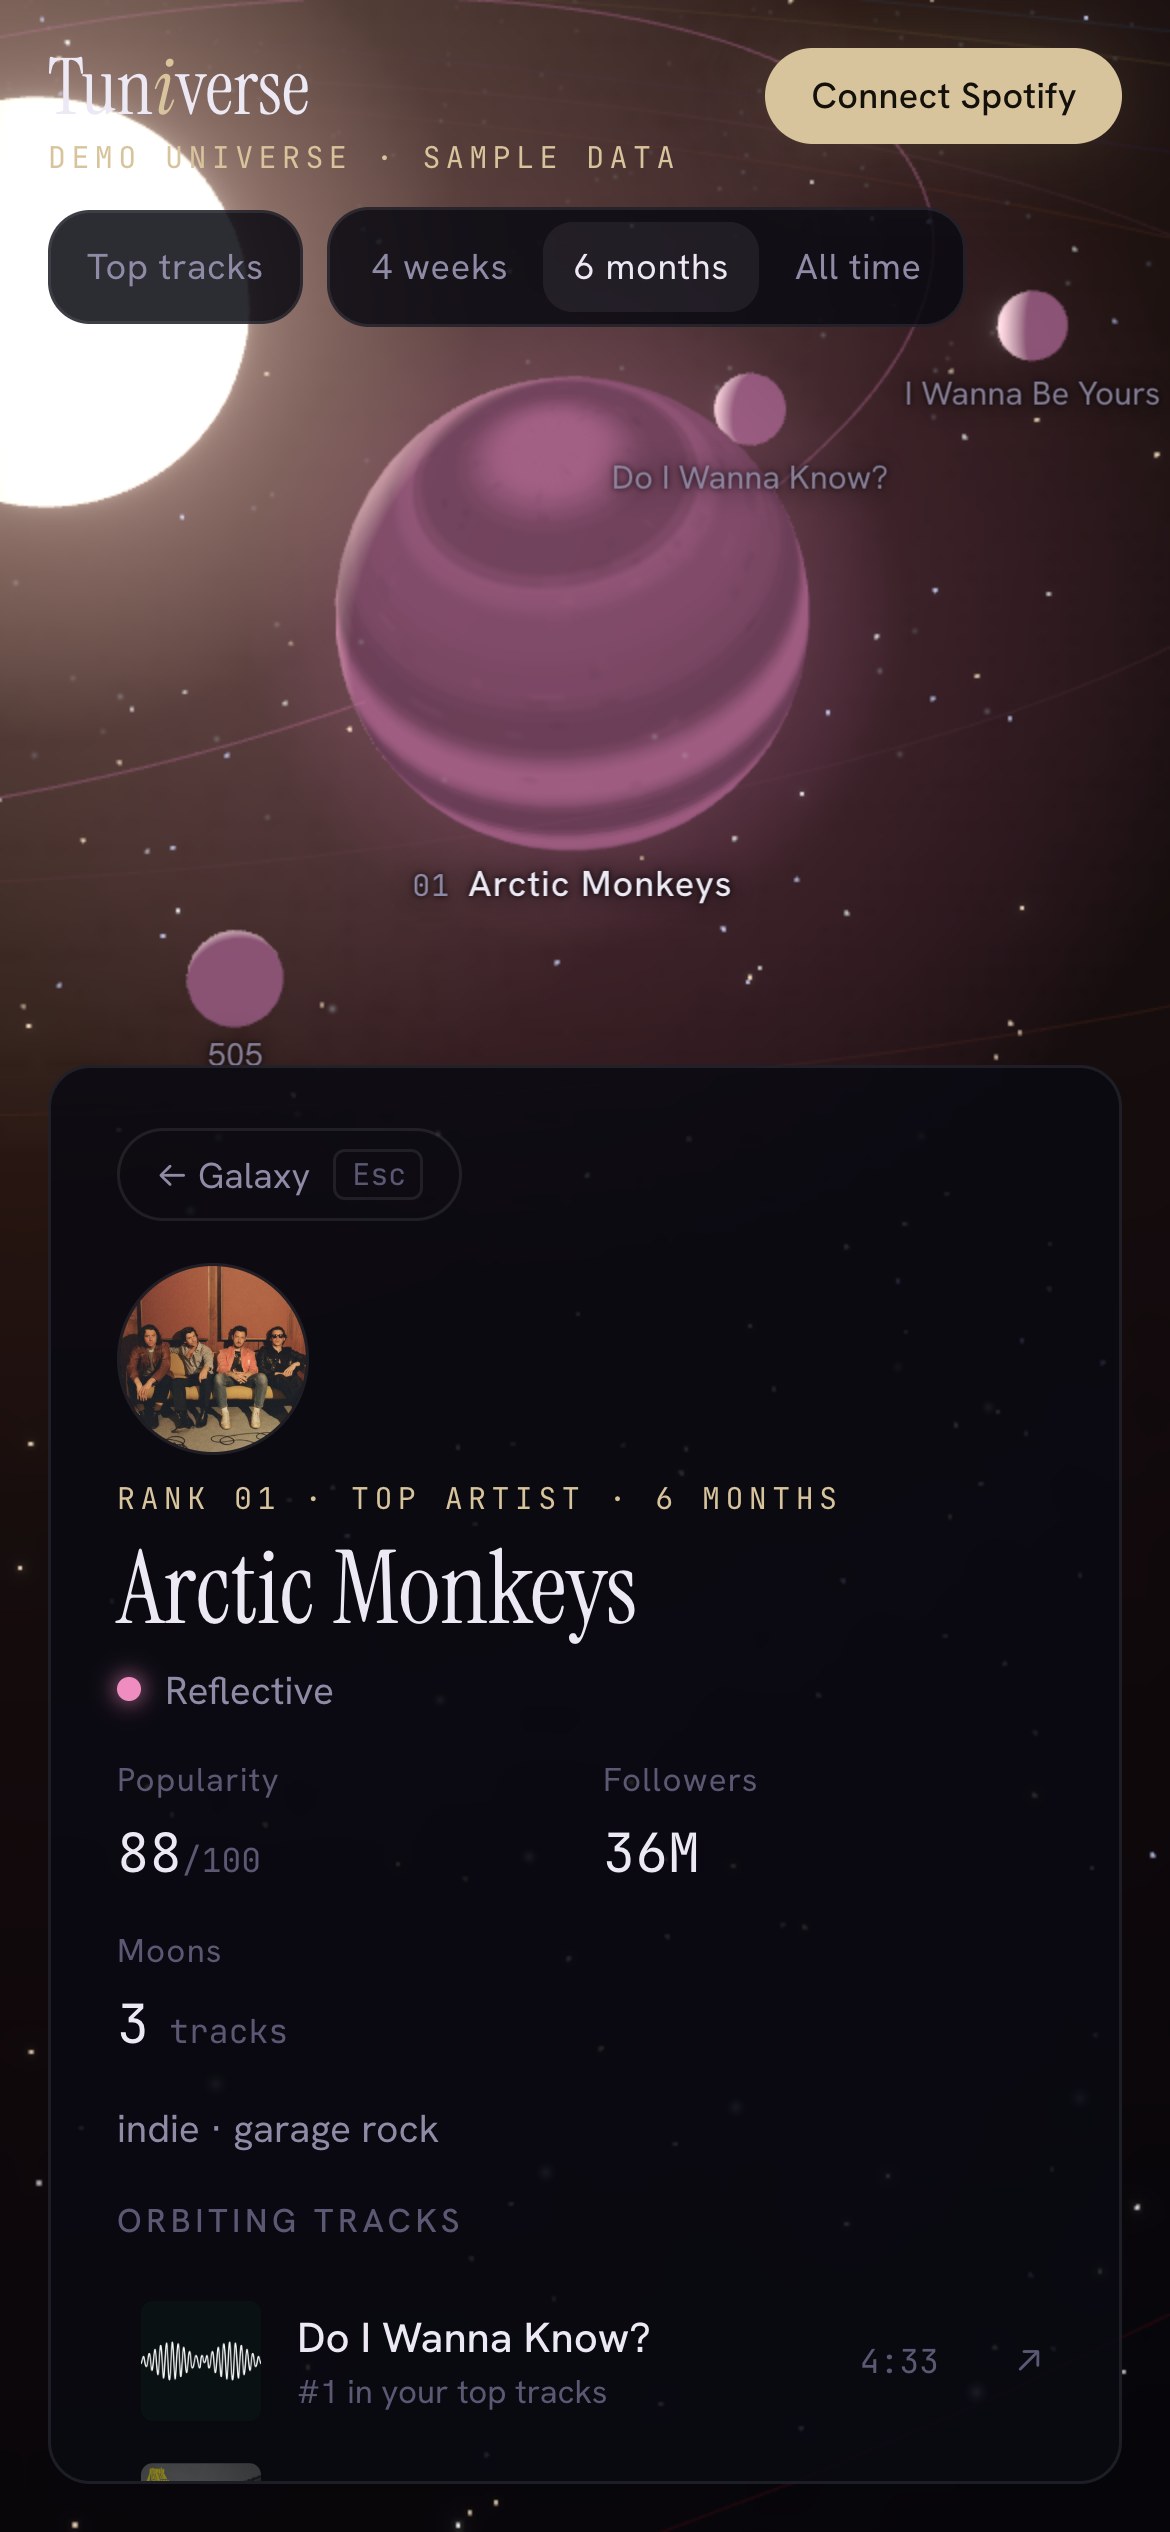 Tuniverse
Connect Spotify
DEMO UNIVERSE · SAMPLE DATA
Top tracks
4 weeks
6 months
All time
I Wanna Be Yours
Do I Wanna Know?
01 Arctic Monkeys
505
← Galaxy Esc
RANK 01 · TOP ARTIST · 6 MONTHS
Arctic Monkeys
Reflective
Popularity
Followers
88/100
36M
Moons
3 tracks
indie · garage rock
ORBITING TRACKS
Do I Wanna Know?
4:33 ↗
#1 in your top tracks